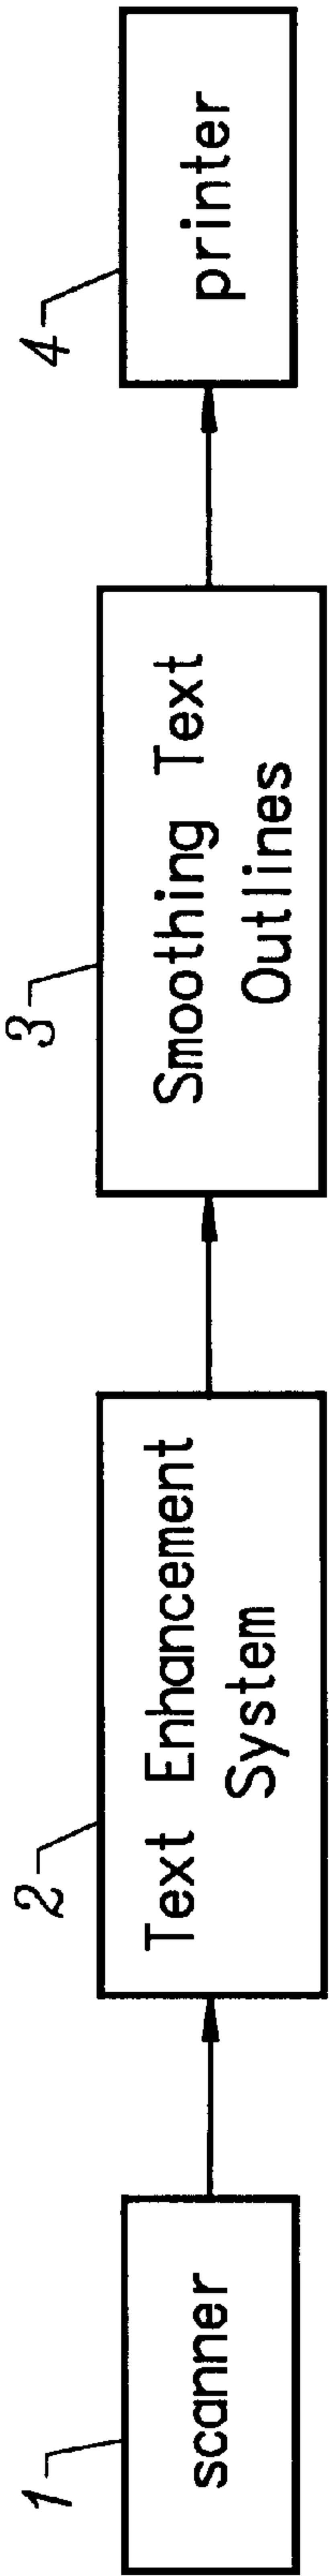 1
scanner
2
Text Enhancement
System
3
Smoothing Text
Outlines
4
printer